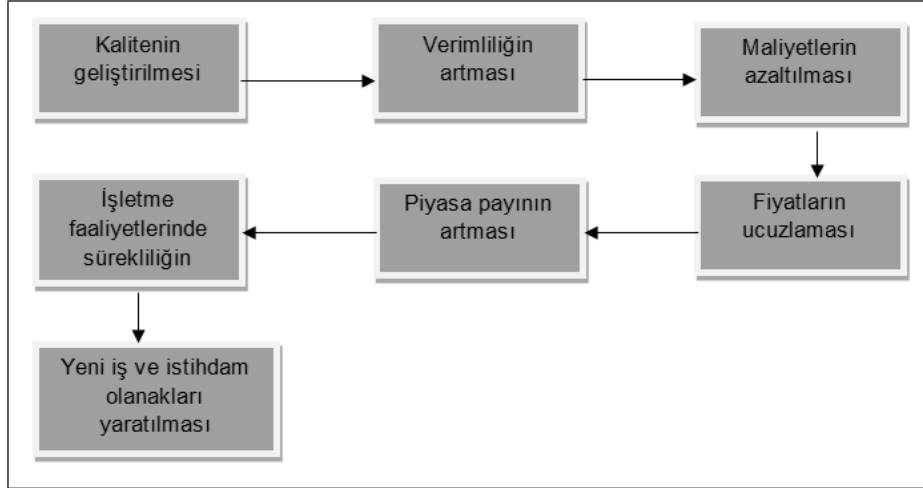 Kalitenin
geliştirilmesi
Verimliliğin
artması
Maliyetlerin
azaltılması
Fiyatların
ucuzlaması
Piyasa payının
artması
İşletme
faaliyetlerinde
sürekliliğin
Yeni iş ve istihdam
olanakları
yaratılması